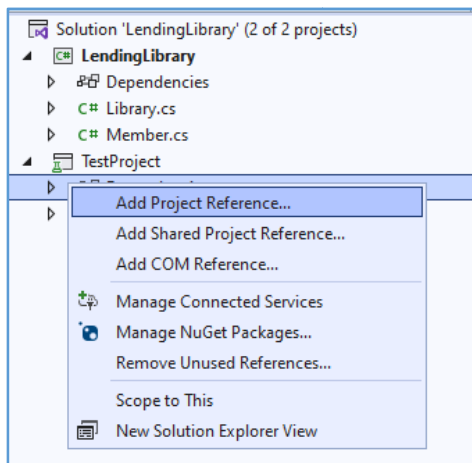 Solution 'LendingLibrary' (2 of 2 projects)
C# LendingLibrary
Dependencies
C# Library.cs
C# Member.cs
TestProject
Add Project Reference...
Add Shared Project Reference...
Add COM Reference...
Manage Connected Services
Manage NuGet Packages...
Remove Unused References...
Scope to This
New Solution Explorer View